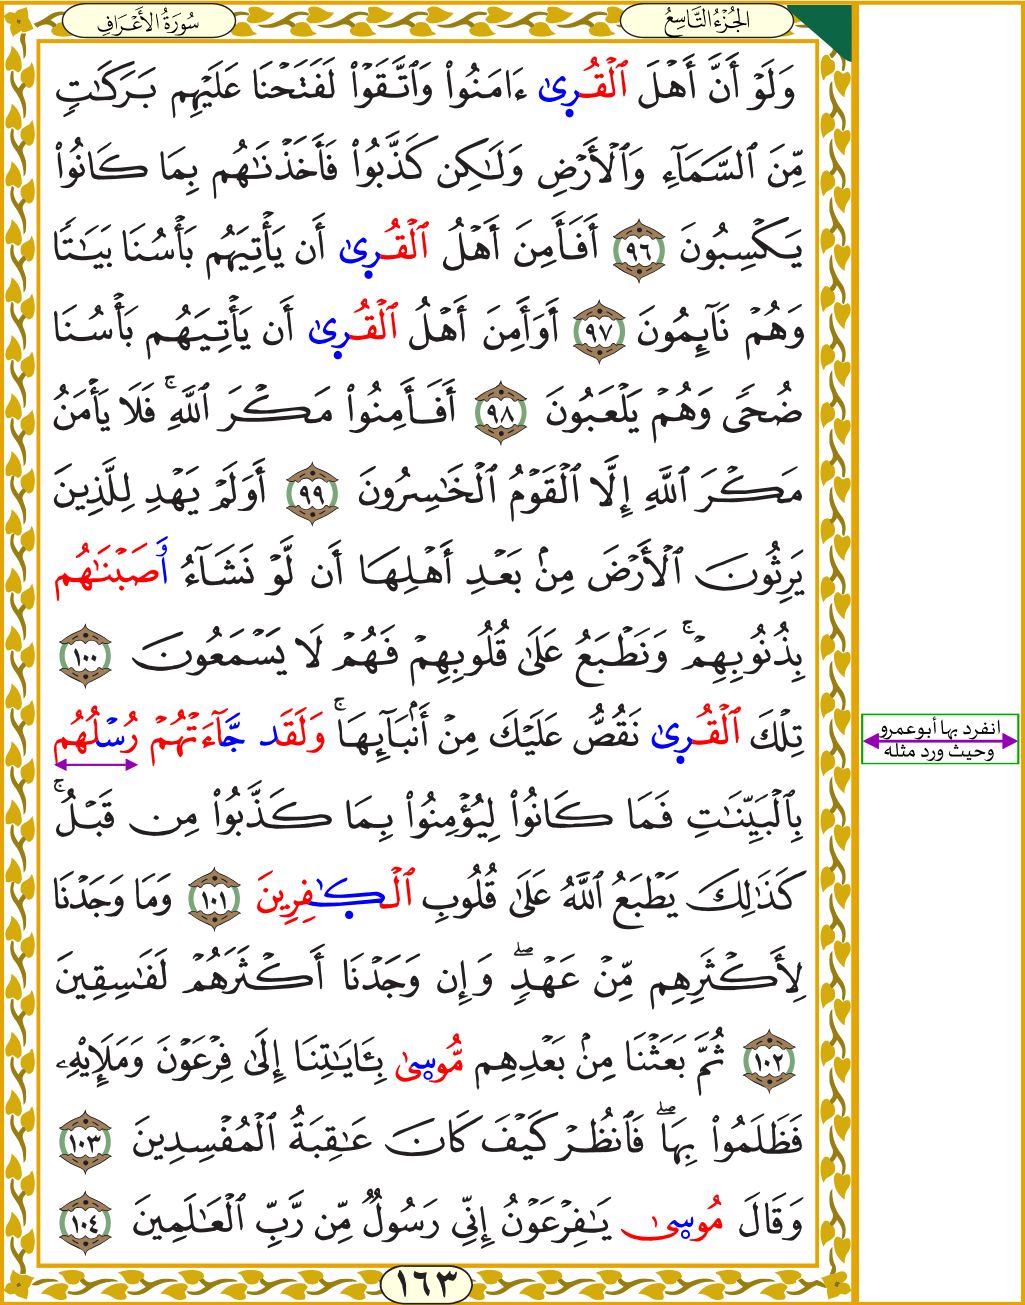 سُورَةُ الأَعْرَافِ
الجُزْءُ التَّاسِعُ
وَلَوْ أَنَّ أَهْلَ ٱلْقُرِىٰ ءَامَنُوا۟ وَٱتَّقَوْا۟ لَفَتَحْنَا عَلَيْهِم بَرَكَٰتٍ
مِّنَ ٱلسَّمَآءِ وَٱلْأَرْضِ وَلَٰكِن كَذَّبُوا۟ فَأَخَذْنَٰهُم بِمَا كَانُوا۟
يَكْسِبُونَ ٩٦ أَفَأَمِنَ أَهْلُ ٱلْقُرِىٰ أَن يَأْتِيَهُم بَأْسُنَا بَيَٰتًا
وَهُمْ نَآئِمُونَ ٩٧ أَوَأَمِنَ أَهْلُ ٱلْقُرِىٰ أَن يَأْتِيَهُم بَأْسُنَا
ضُحًى وَهُمْ يَلْعَبُونَ ٩٨ أَفَأَمِنُوا۟ مَكْرَ ٱللَّهِ ۚ فَلَا يَأْمَنُ
مَكْرَ ٱللَّهِ إِلَّا ٱلْقَوْمُ ٱلْخَٰسِرُونَ ٩٩ أَوَلَمْ يَهْدِ لِلَّذِينَ
يَرِثُونَ ٱلْأَرْضَ مِنۢ بَعْدِ أَهْلِهَا أَن لَّوْ نَشَآءُ أَصَبْنَٰهُم
بِذُنُوبِهِمْ ۚ وَنَطْبَعُ عَلَىٰ قُلُوبِهِمْ فَهُمْ لَا يَسْمَعُونَ ١٠٠
تِلْكَ ٱلْقُرِىٰ نَقُصُّ عَلَيْكَ مِنْ أَنۢبَآئِهَا ۚ وَلَقَد جَّآءَتْهُمْ رُسْلُهُم
بِٱلْبَيِّنَٰتِ فَمَا كَانُوا۟ لِيُؤْمِنُوا۟ بِمَا كَذَّبُوا۟ مِن قَبْلُ ۚ
كَذَٰلِكَ يَطْبَعُ ٱللَّهُ عَلَىٰ قُلُوبِ ٱلْكَٰفِرِينَ ١٠١ وَمَا وَجَدْنَا
لِأَكْثَرِهِم مِّنْ عَهْدٍ ۖ وَإِن وَجَدْنَا أَكْثَرَهُمْ لَفَٰسِقِينَ
١٠٢ ثُمَّ بَعَثْنَا مِنۢ بَعْدِهِم مُّوسِىٰ بِـَٔايَٰتِنَا إِلَىٰ فِرْعَوْنَ وَمَلَإِي۟هِۦ
فَظَلَمُوا۟ بِهَا ۖ فَٱنظُرْ كَيْفَ كَانَ عَٰقِبَةُ ٱلْمُفْسِدِينَ ١٠٣
وَقَالَ مُوسِىٰ يَٰفِرْعَوْنُ إِنِّى رَسُولٌ مِّن رَّبِّ ٱلْعَٰلَمِينَ ١٠٤
١٦٣
انفرد بها أبوعمرو
وحيث ورد مثله